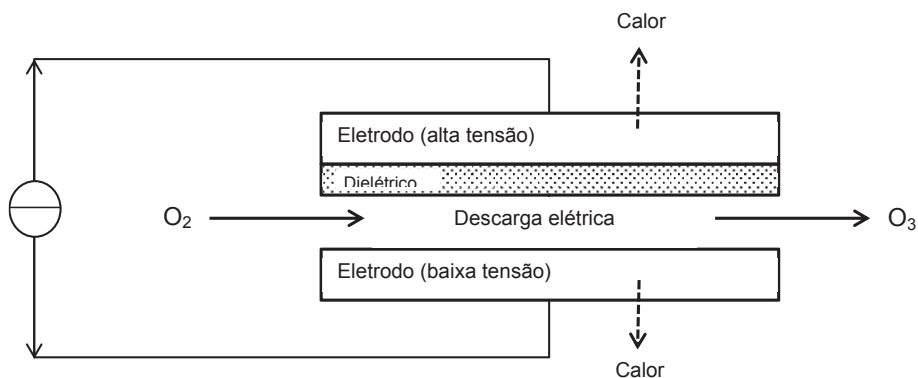 Calor
Eletrodo (alta tensão)
Dielétrico
O₂ Descarga elétrica O₃
Eletrodo (baixa tensão)
Calor